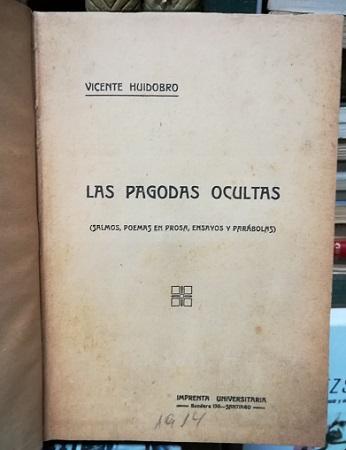 VICENTE HUIDOBRO
LAS PAGODAS OCULTAS
(SALMOS, POEMAS EN PROSA, ENSAYOS Y PARÁBOLAS)
IMPRENTA UNIVERSITARIA
Bandera 130—SANTIAGO
1914